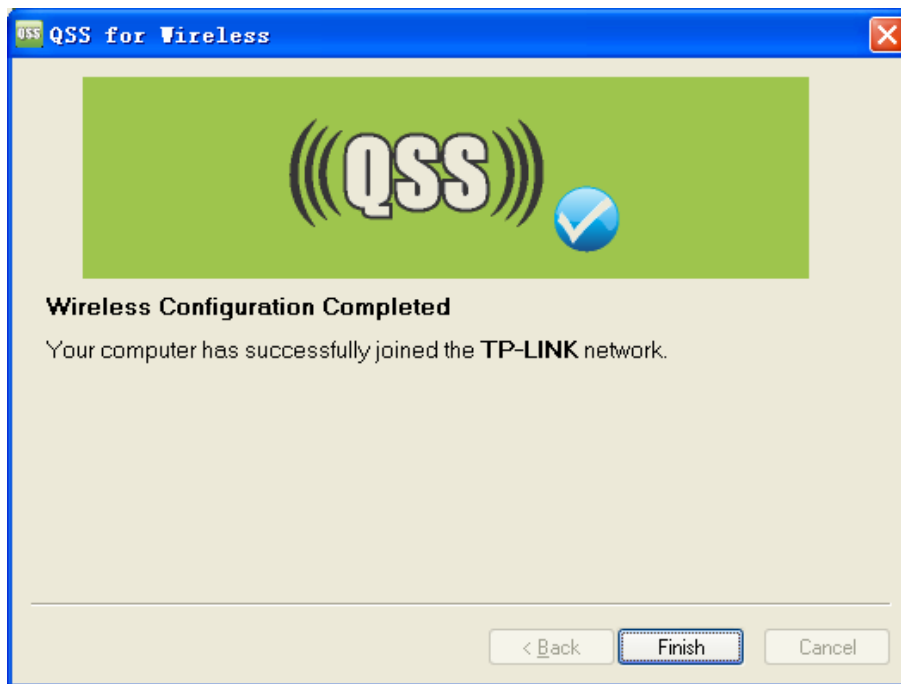 QSS QSS for Wireless
(((QSS)))
Wireless Configuration Completed
Your computer has successfully joined the TP-LINK network.
< Back Finish Cancel